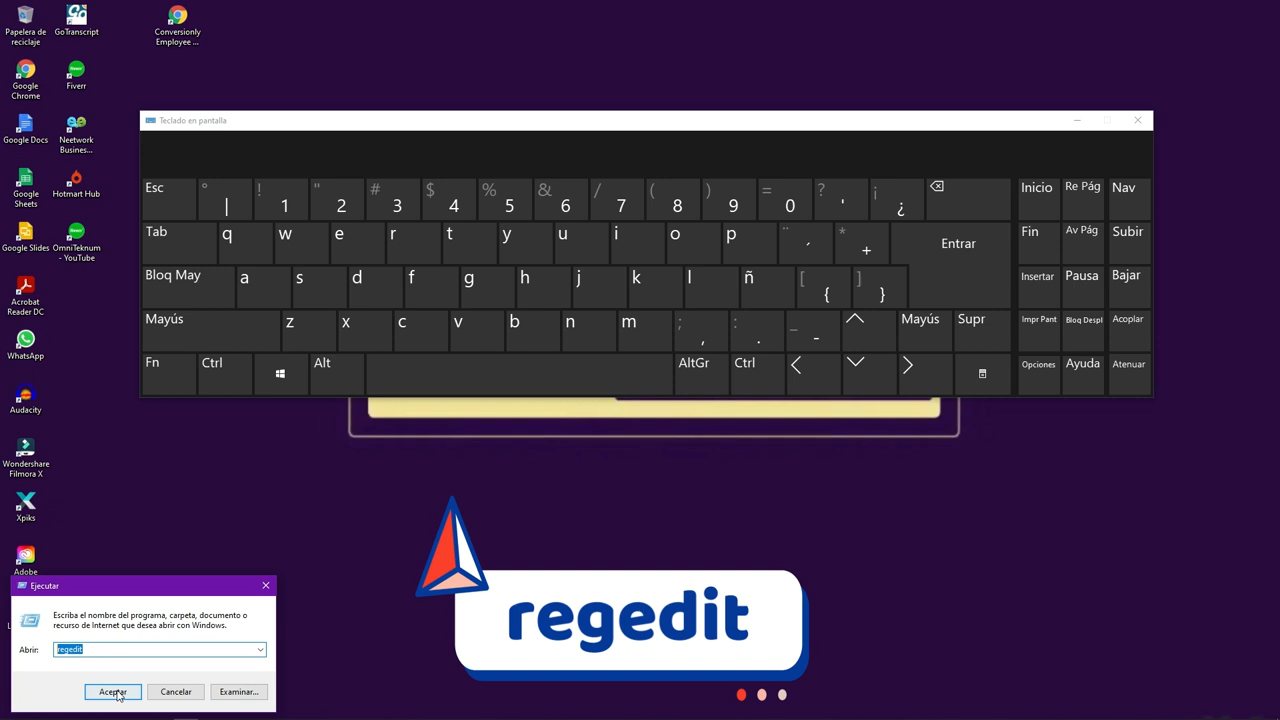 Papelera de
reciclaje
GoTranscript
Conversionly
Employee ...
Google
Chrome
Fiverr
Google Docs
Neetwork
Busines...
Google
Sheets
Hotmart Hub
Google Slides
OmniTeknum
- YouTube
Acrobat
Reader DC
WhatsApp
Audacity
Wondershare
Filmora X
Xpiks
Adobe
Teclado en pantalla
Esc ° | ! 1 " 2 # 3 $ 4 % 5 & 6 / 7 ( 8 ) 9 = 0 ? ' ¡ ¿ Inicio Re Pág Nav
Tab q w e r t y u i o p ¨ ´ * + Entrar Fin Av Pág Subir
Bloq May a s d f g h j k l ñ [ { ] } Insertar Pausa Bajar
Mayús z x c v b n m ; , : . _ - Mayús Supr Impr Pant Bloq Despl Acoplar
Fn Ctrl Alt AltGr Ctrl Opciones Ayuda Atenuar
regedit
Ejecutar
Escriba el nombre del programa, carpeta, documento o
recurso de Internet que desea abrir con Windows.
Abrir: regedit
Aceptar Cancelar Examinar...